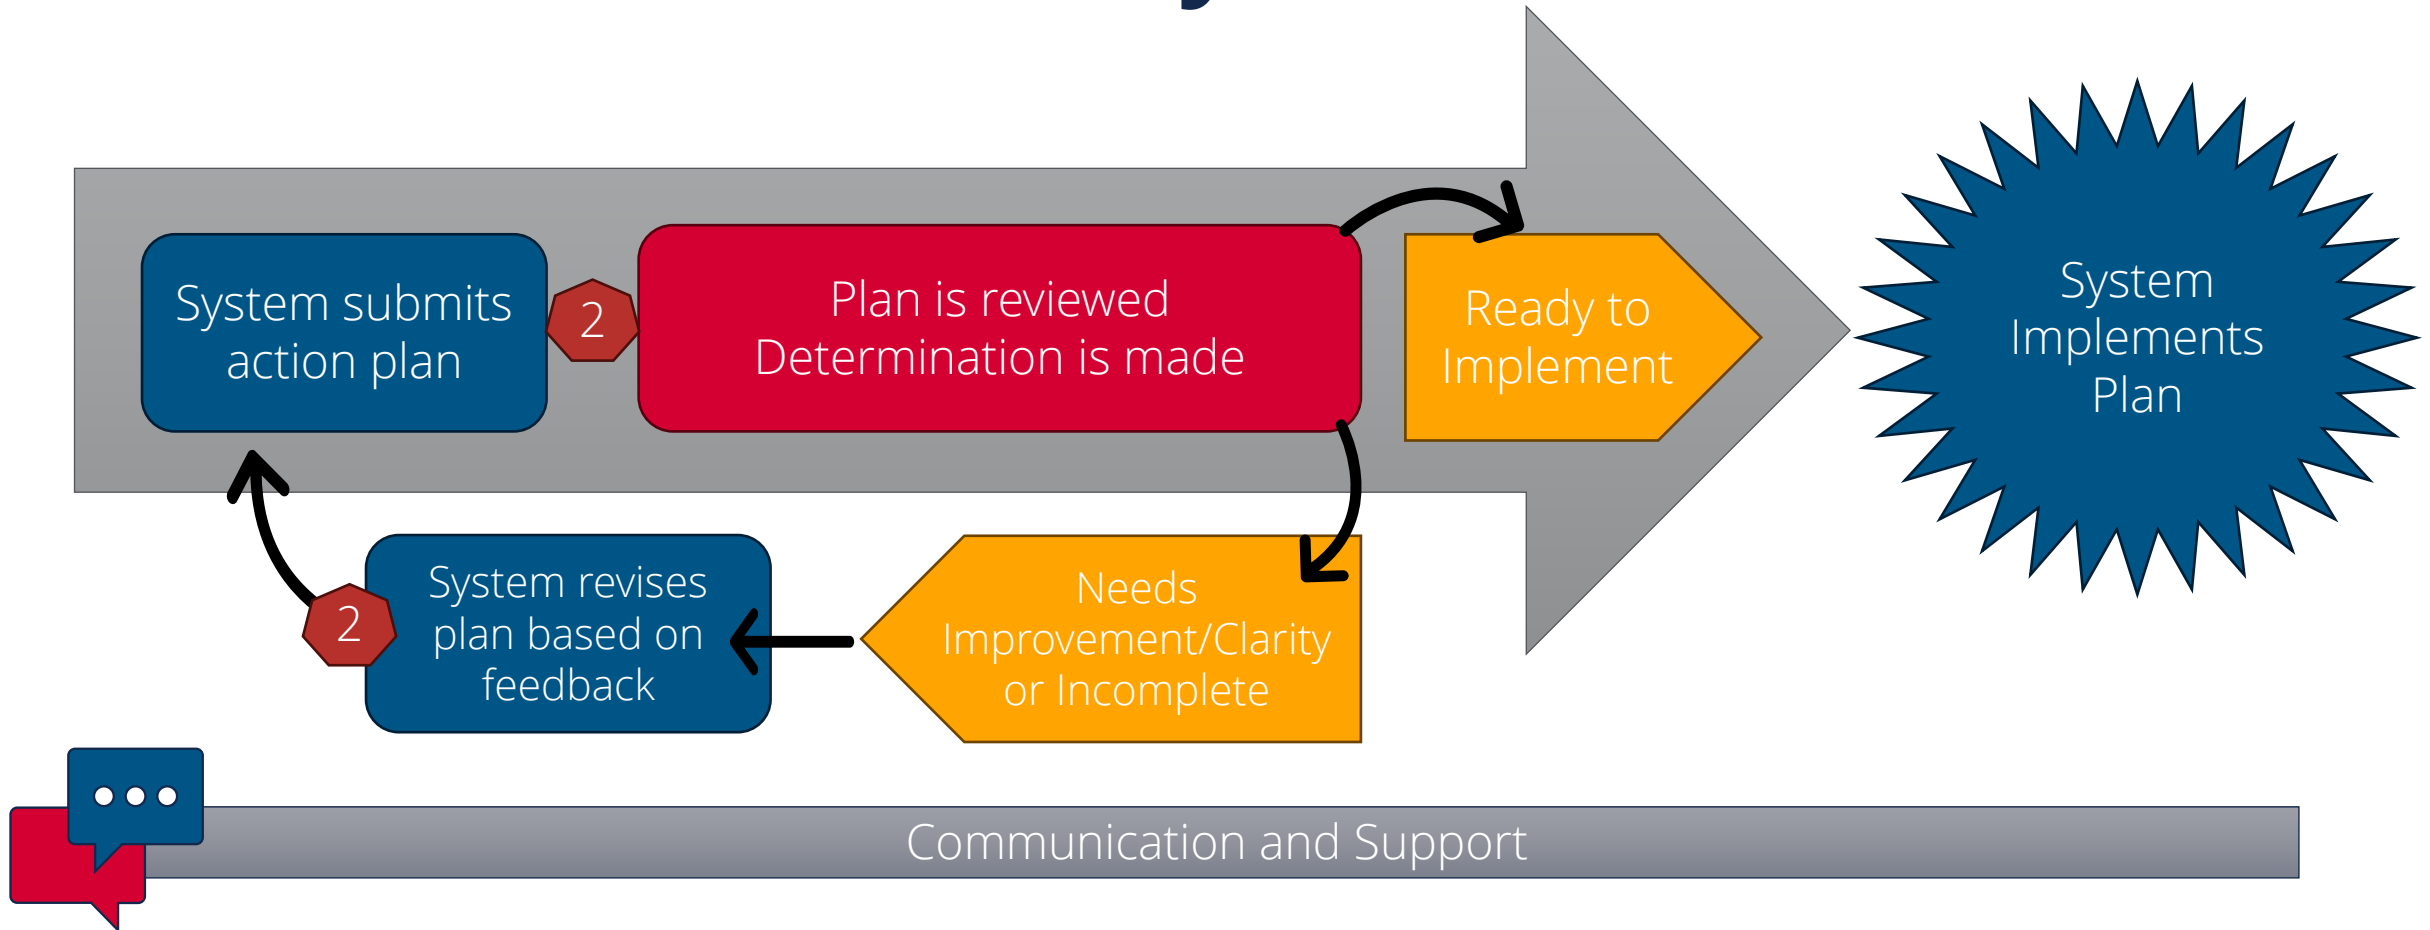 System submits
action plan
2
Plan is reviewed
Determination is made
Ready to
Implement
System
Implements
Plan
Needs
Improvement/Clarity
or Incomplete
System revises
plan based on
feedback
2
Communication and Support